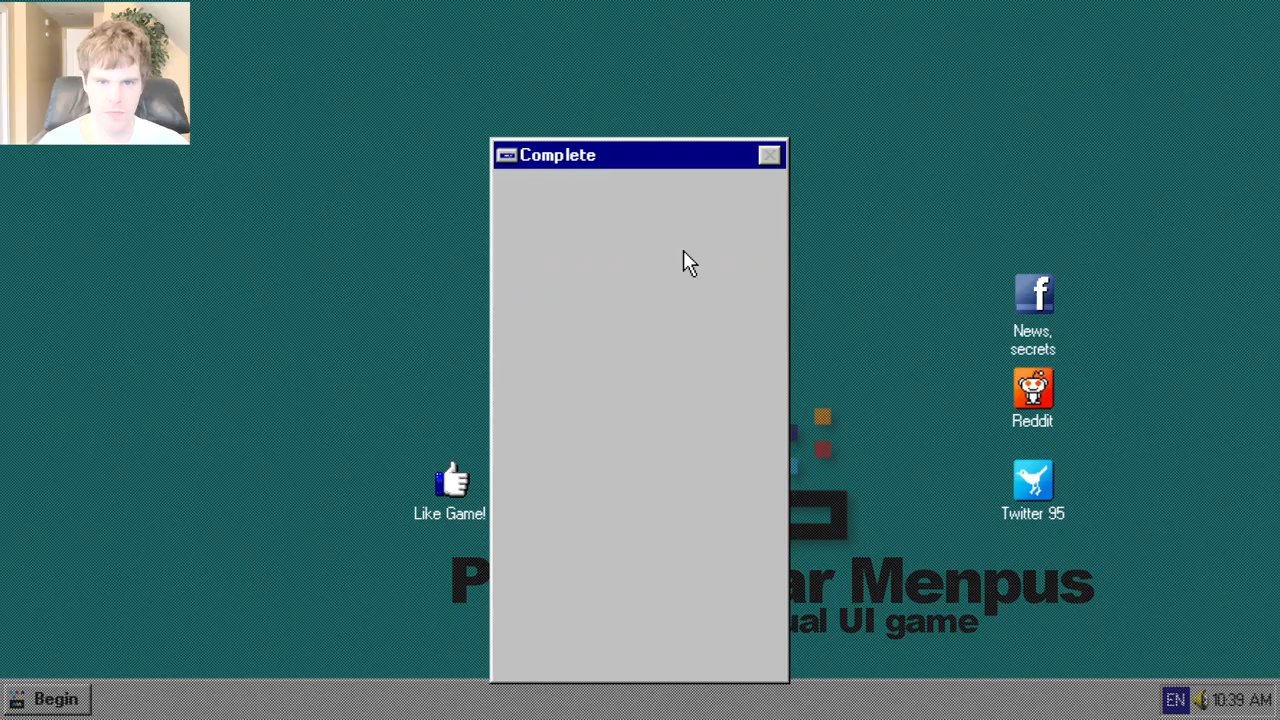 Complete
News,
secrets
Reddit
Like Game!
Twitter 95
P ar Menpus
ual UI game
Begin
EN 10:39 AM